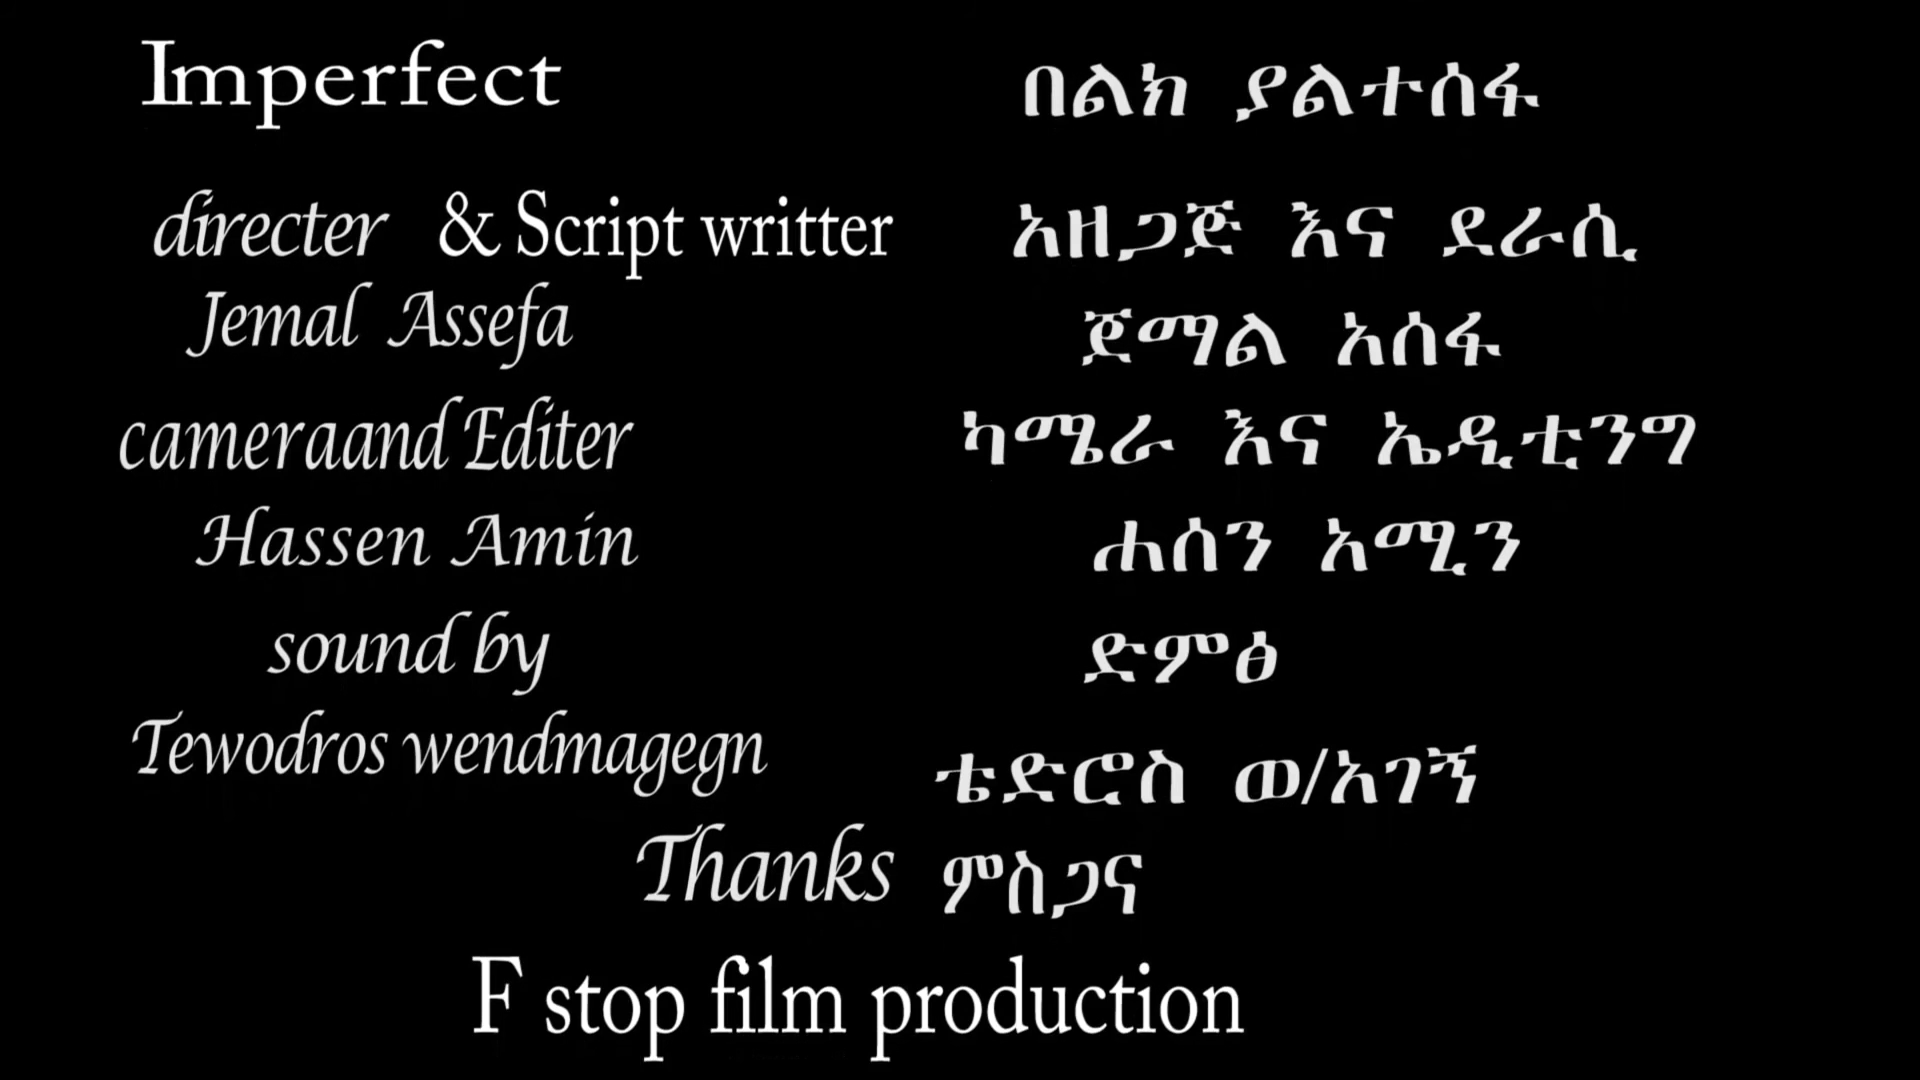 Imperfect በልክ ያልተሰፋ
directer & Script writter አዘጋጅ እና ደራሲ
Jemal Assefa ጀማል አሰፋ
cameraand Editer ካሜራ እና ኤዲቲንግ
Hassen Amin ሐሰን አሚን
sound by ድምፅ
Tewodros wendmagegn ቴድሮስ ወ/አገኝ
Thanks ምስጋና
F stop film production